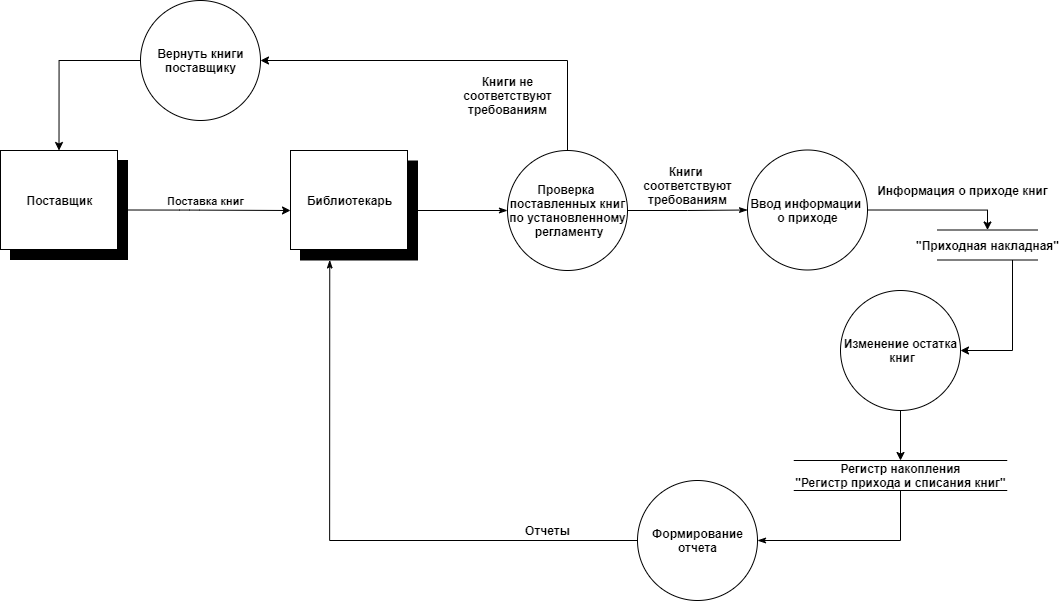 Вернуть книги
поставщику
Книги не
соответствуют
требованиям
Поставщик
Поставка книг
Библиотекарь
Проверка
поставленных книг
по установленному
регламенту
Книги
соответствуют
требованиям
Ввод информации
о приходе
Информация о приходе книг
"Приходная накладная"
Изменение остатка
книг
Регистр накопления
"Регистр прихода и списания книг"
Формирование
отчета
Отчеты